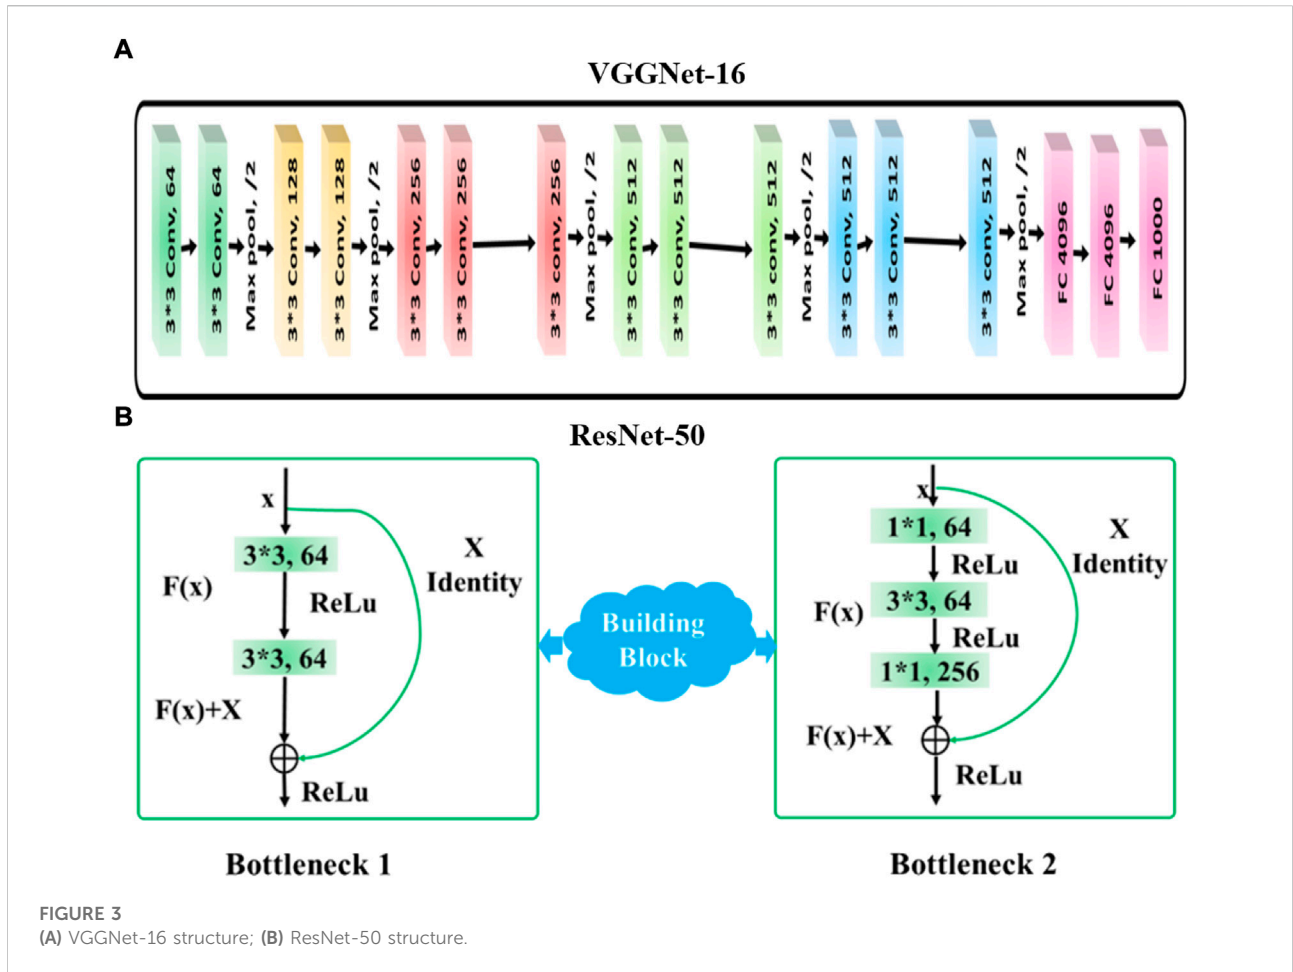 A
VGGNet-16
3*3 Conv, 64
3*3 Conv, 64
Max pool, /2
3*3 Conv, 128
3*3 Conv, 128
Max pool, /2
3*3 Conv, 256
3*3 Conv, 256
3*3 conv, 256
Max pool, /2
3*3 Conv, 512
3*3 Conv, 512
3*3 conv, 512
Max pool, /2
3*3 Conv, 512
3*3 Conv, 512
3*3 conv, 512
Max pool, /2
FC 4096
FC 4096
FC 1000
B
ResNet-50
x
3*3, 64
F(x)
ReLu
X
Identity
3*3, 64
F(x)+X
ReLu
Bottleneck 1
Building
Block
x
1*1, 64
ReLu
X
Identity
3*3, 64
F(x)
ReLu
1*1, 256
F(x)+X
ReLu
Bottleneck 2
FIGURE 3
(A) VGGNet-16 structure; (B) ResNet-50 structure.